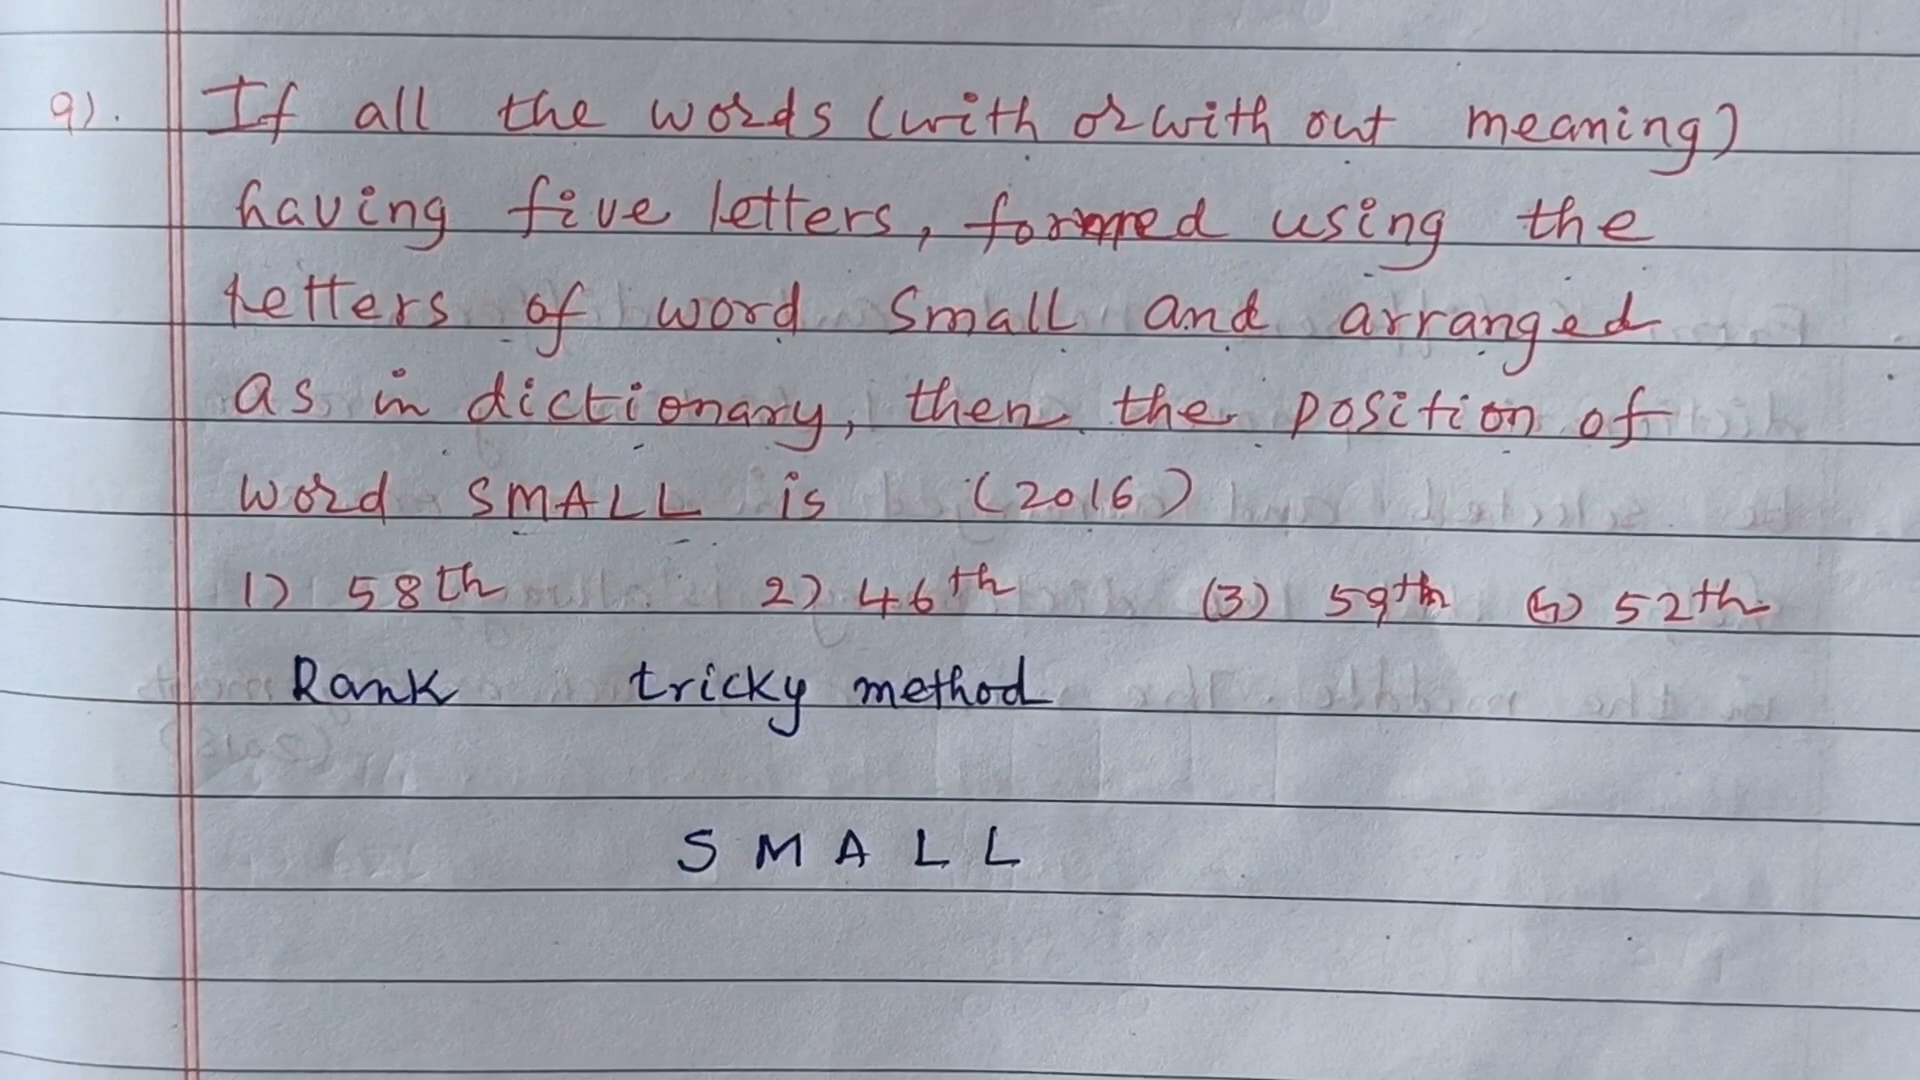 9). If all the words (with or with out meaning)
having five letters, formed using the
letters of word Small and arranged
as in dictionary, then the position of
word SMALL is (2016)
1) 58th 2) 46th (3) 59th (4) 52th
Rank tricky method
S M A L L